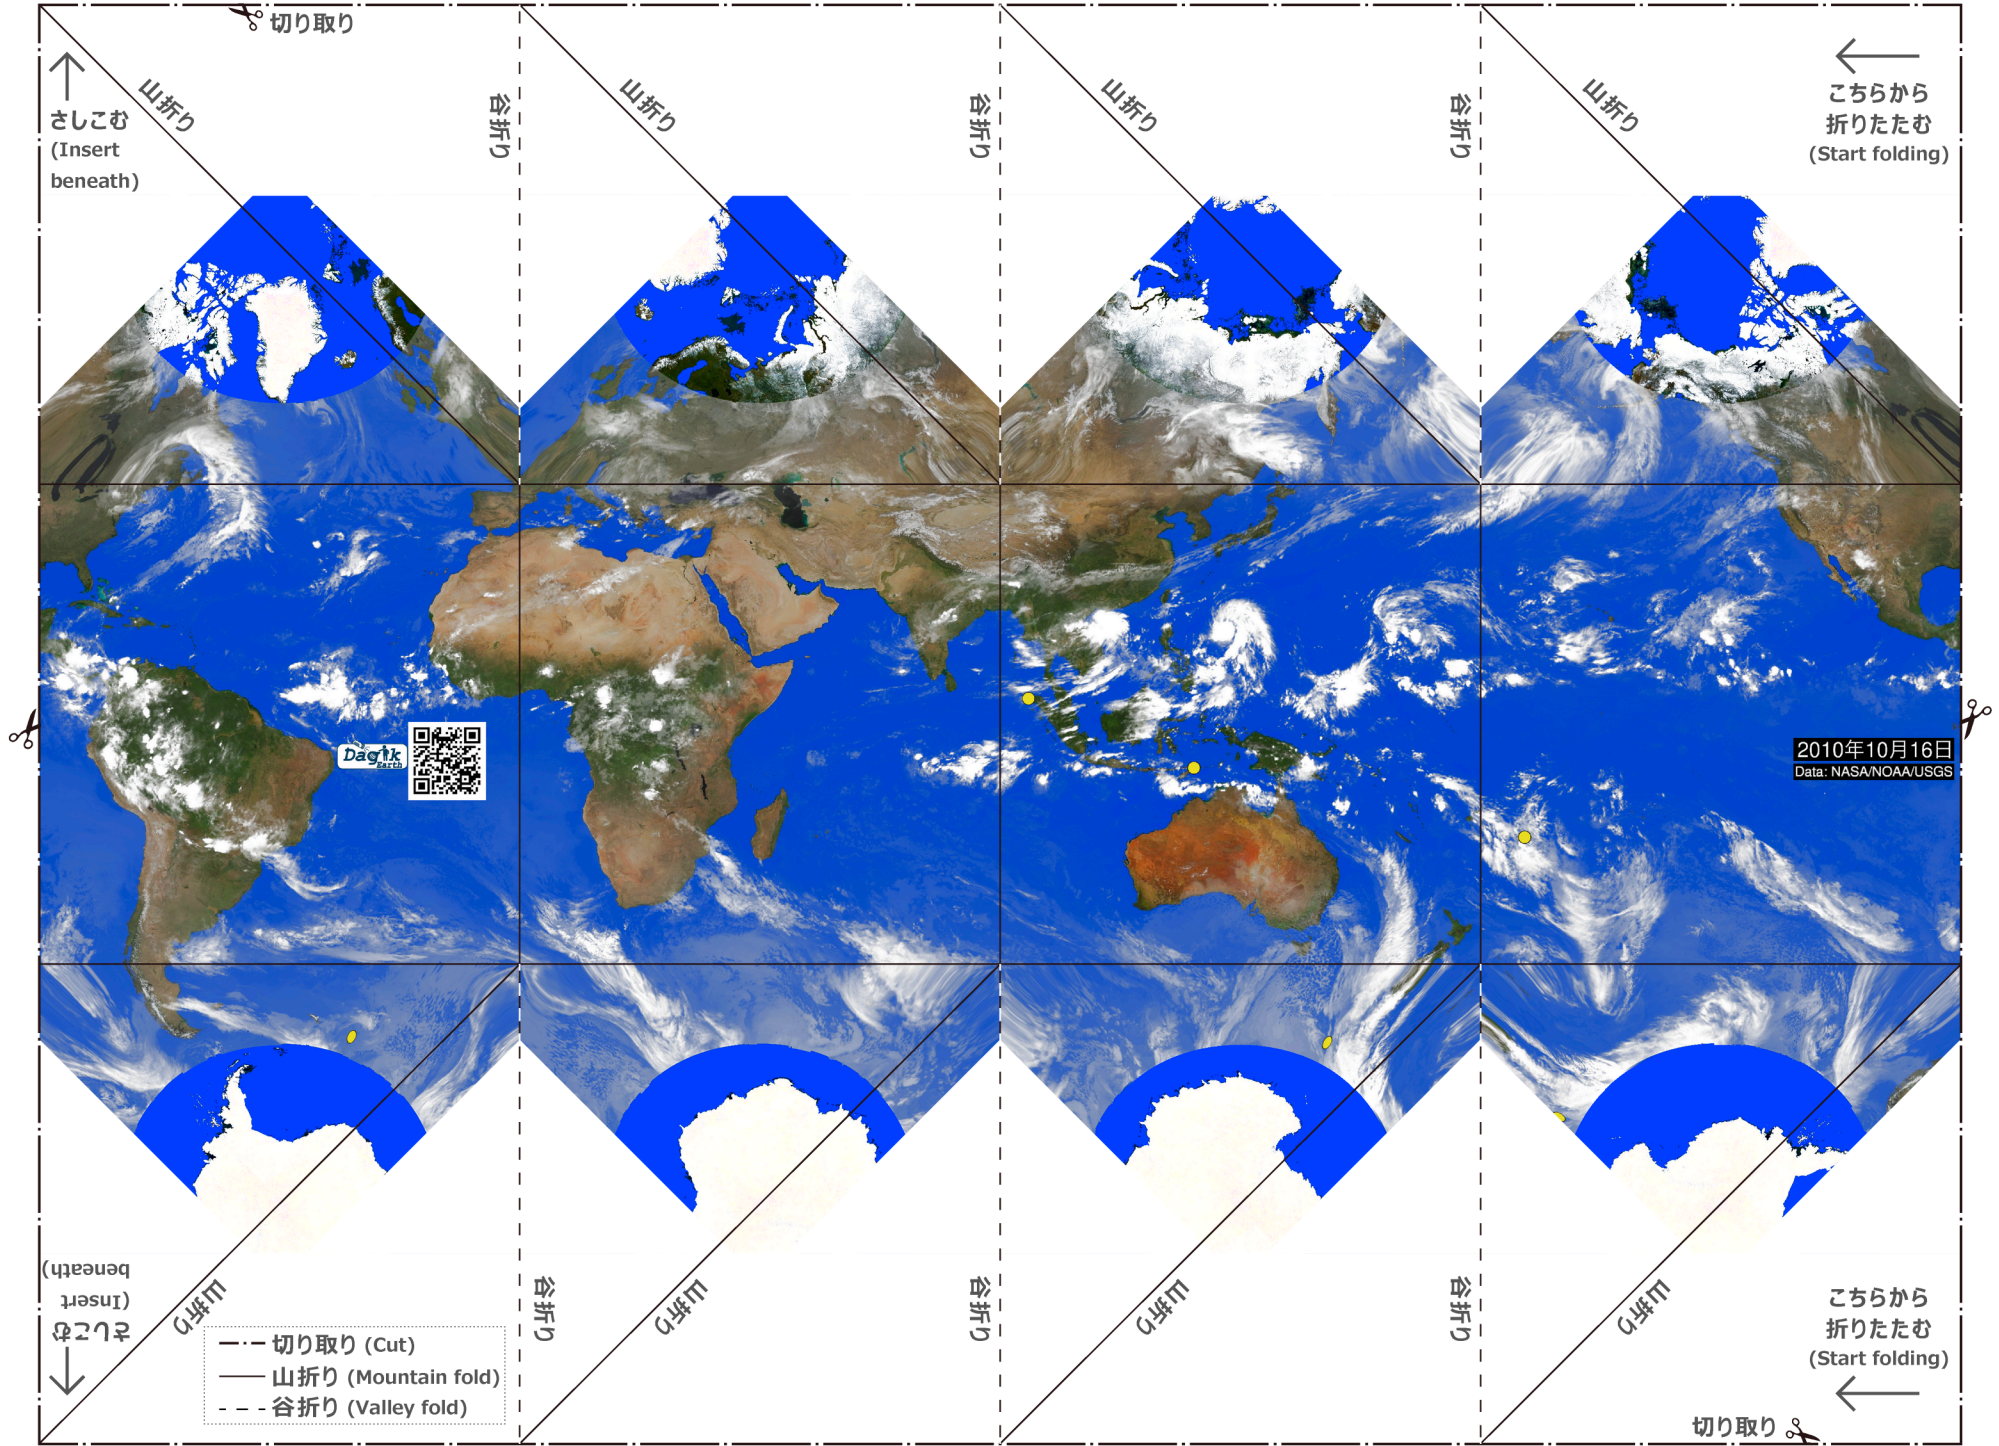 切り取り
さしこむ
(Insert
beneath)
山折り
谷折り
山折り
谷折り
山折り
谷折り
山折り
こちらから
折りたたむ
(Start folding)
Dagik
Earth
2010年10月16日
Data: NASA/NOAA/USGS
さしこむ
(Insert
beneath)
山折り
谷折り
山折り
谷折り
山折り
谷折り
山折り
こちらから
折りたたむ
(Start folding)
切り取り (Cut)
山折り (Mountain fold)
谷折り (Valley fold)
切り取り